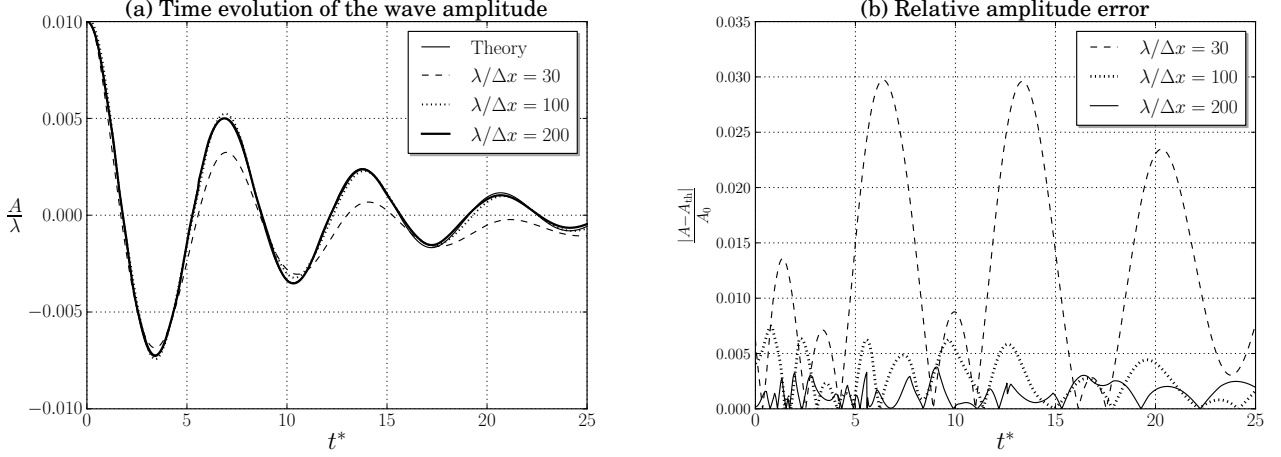 (a) Time evolution of the wave amplitude
0.010
0.005
0.000
−0.005
−0.010
A/λ
0 5 10 15 20 25
t*
Theory
λ/Δx = 30
λ/Δx = 100
λ/Δx = 200
(b) Relative amplitude error
0.035
0.030
0.025
0.020
0.015
0.010
0.005
0.000
|A−A_th|/A_0
0 5 10 15 20 25
t*
λ/Δx = 30
λ/Δx = 100
λ/Δx = 200